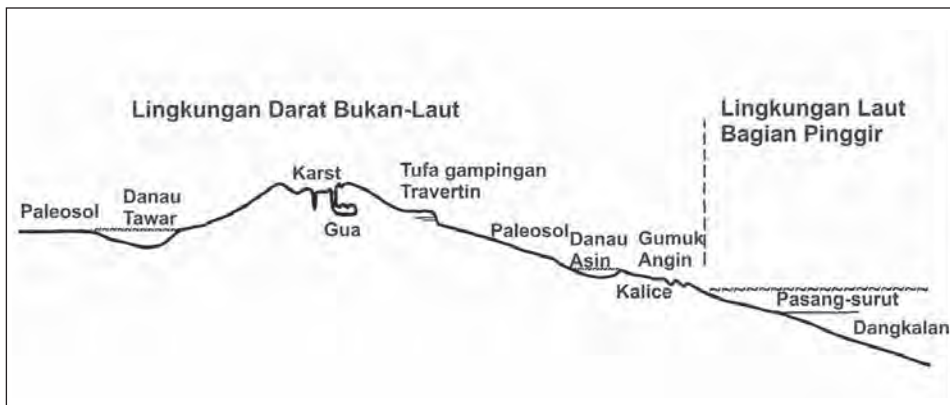 Lingkungan Darat Bukan-Laut
Lingkungan Laut
Bagian Pinggir
Paleosol
Danau
Tawar
Karst
Gua
Tufa gampingan
Travertin
Paleosol
Danau
Asin
Gumuk
Angin
Kalice
Pasang-surut
Dangkalan